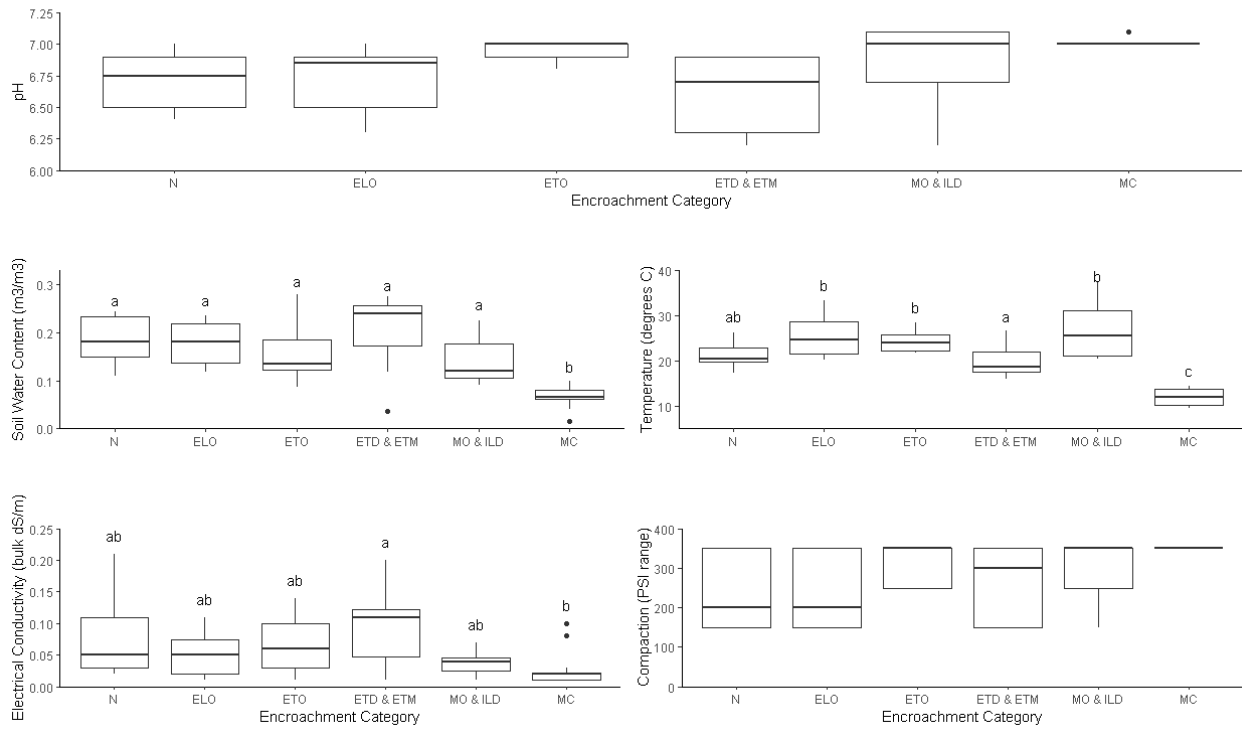 pH
7.25
7.00
6.75
6.50
6.25
6.00
N ELO ETO ETD & ETM MO & ILD MC
Encroachment Category
Soil Water Content (m3/m3)
0.3
0.2
0.1
0.0
a a a a a b
N ELO ETO ETD & ETM MO & ILD MC
Temperature (degrees C)
40
30
20
10
ab b b a b c
N ELO ETO ETD & ETM MO & ILD MC
Electrical Conductivity (bulk dS/m)
0.25
0.20
0.15
0.10
0.05
0.00
ab ab ab a ab b
N ELO ETO ETD & ETM MO & ILD MC
Encroachment Category
Compaction (PSI range)
400
300
200
100
0
N ELO ETO ETD & ETM MO & ILD MC
Encroachment Category